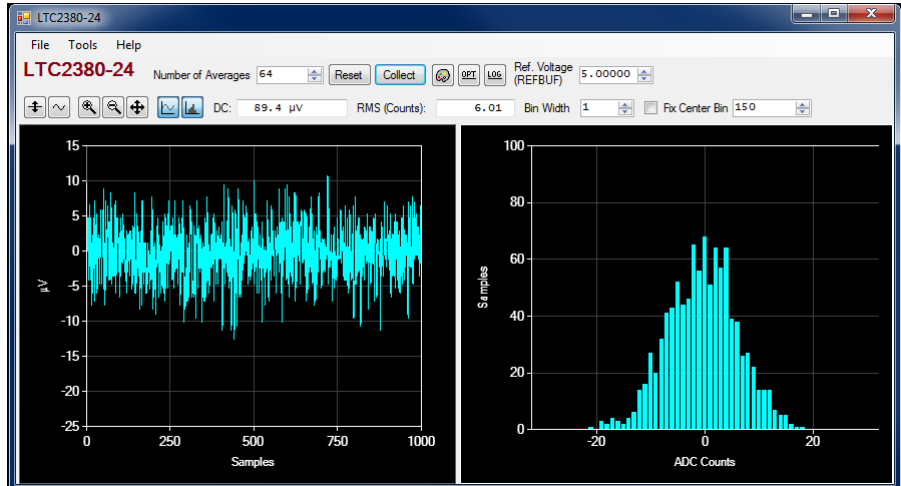 LTC2380-24
File Tools Help
LTC2380-24 Number of Averages 64 Reset Collect OPT LOG Ref. Voltage (REFBUF) 5.00000
DC: 89.4 µV RMS (Counts): 6.01 Bin Width 1 Fix Center Bin 150
15
10
5
0
-5
-10
-15
-20
-25
µV
0 250 500 750 1000
Samples
100
80
60
40
20
0
Samples
-20 0 20
ADC Counts